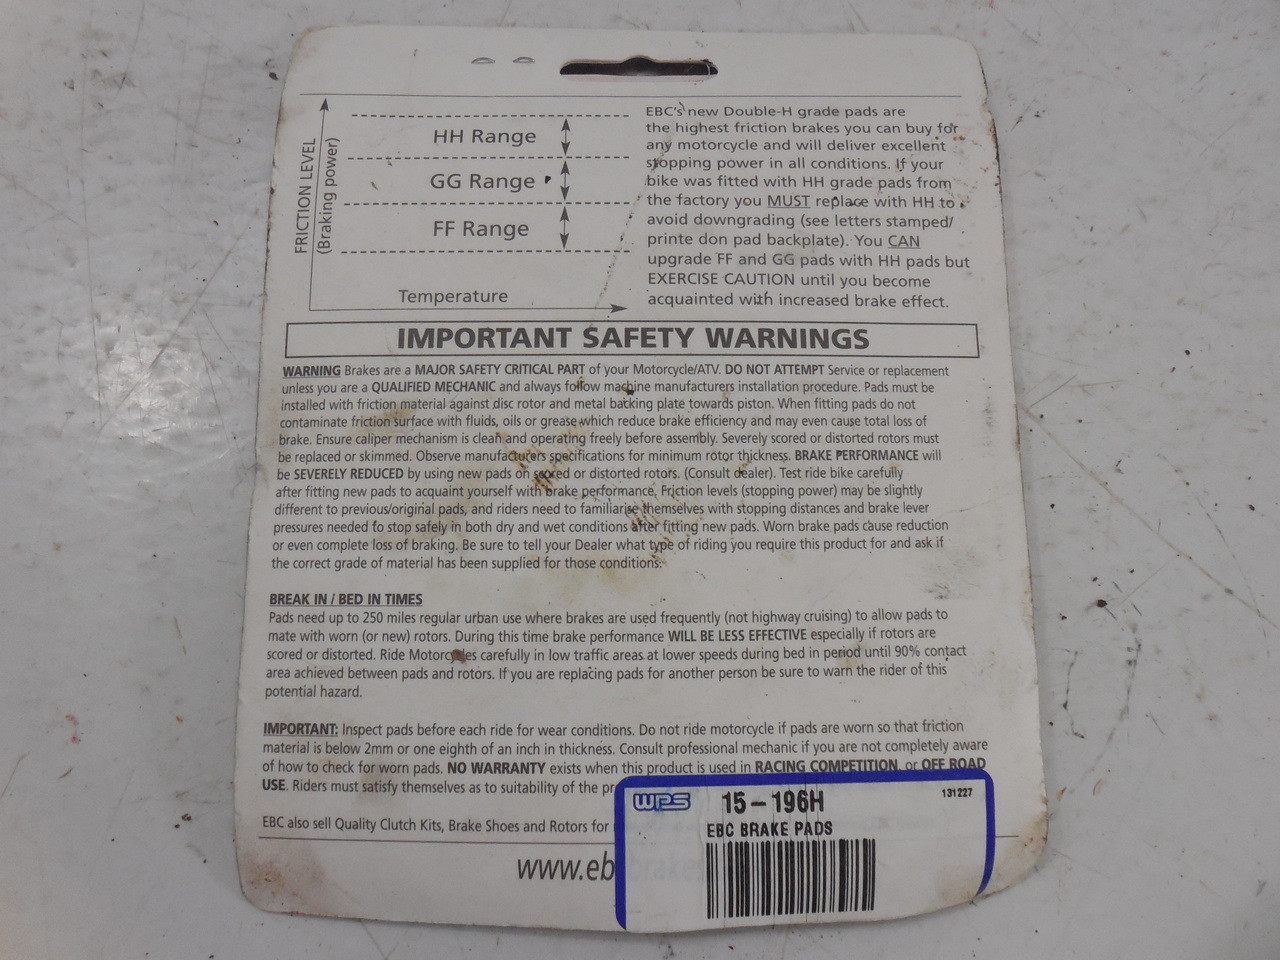 FRICTION LEVEL
(Braking power)
HH Range
GG Range
FF Range
Temperature
EBC's new Double-H grade pads are
the highest friction brakes you can buy for
any motorcycle and will deliver excellent
stopping power in all conditions. If your
bike was fitted with HH grade pads from
the factory you MUST replace with HH to
avoid downgrading (see letters stamped/
printe don pad backplate). You CAN
upgrade FF and GG pads with HH pads but
EXERCISE CAUTION until you become
acquainted with increased brake effect.
IMPORTANT SAFETY WARNINGS
WARNING Brakes are a MAJOR SAFETY CRITICAL PART of your Motorcycle/ATV. DO NOT ATTEMPT Service or replacement
unless you are a QUALIFIED MECHANIC and always follow machine manufacturers installation procedure. Pads must be
installed with friction material against disc rotor and metal backing plate towards piston. When fitting pads do not
contaminate friction surface with fluids, oils or grease which reduce brake efficiency and may even cause total loss of
brake. Ensure caliper mechanism is clean and operating freely before assembly. Severely scored or distorted rotors must
be replaced or skimmed. Observe manufacturers specifications for minimum rotor thickness. BRAKE PERFORMANCE will
be SEVERELY REDUCED by using new pads on scored or distorted rotors. (Consult dealer). Test ride bike carefully
after fitting new pads to acquaint yourself with brake performance. Friction levels (stopping power) may be slightly
different to previous/original pads, and riders need to familiarise themselves with stopping distances and brake lever
pressures needed to stop safely in both dry and wet conditions after fitting new pads. Worn brake pads cause reduction
or even complete loss of braking. Be sure to tell your Dealer what type of riding you require this product for and ask if
the correct grade of material has been supplied for those conditions.
BREAK IN / BED IN TIMES
Pads need up to 250 miles regular urban use where brakes are used frequently (not highway cruising) to allow pads to
mate with worn (or new) rotors. During this time brake performance WILL BE LESS EFFECTIVE especially if rotors are
scored or distorted. Ride Motorcycles carefully in low traffic areas at lower speeds during bed in period until 90% contact
area achieved between pads and rotors. If you are replacing pads for another person be sure to warn the rider of this
potential hazard.
IMPORTANT: Inspect pads before each ride for wear conditions. Do not ride motorcycle if pads are worn so that friction
material is below 2mm or one eighth of an inch in thickness. Consult professional mechanic if you are not completely aware
of how to check for worn pads. NO WARRANTY exists when this product is used in RACING COMPETITION, or OFF ROAD
USE. Riders must satisfy themselves as to suitability of the pr
EBC also sell Quality Clutch Kits, Brake Shoes and Rotors for
www.ebcbrake
WPS 15-196H 131227
EBC BRAKE PADS